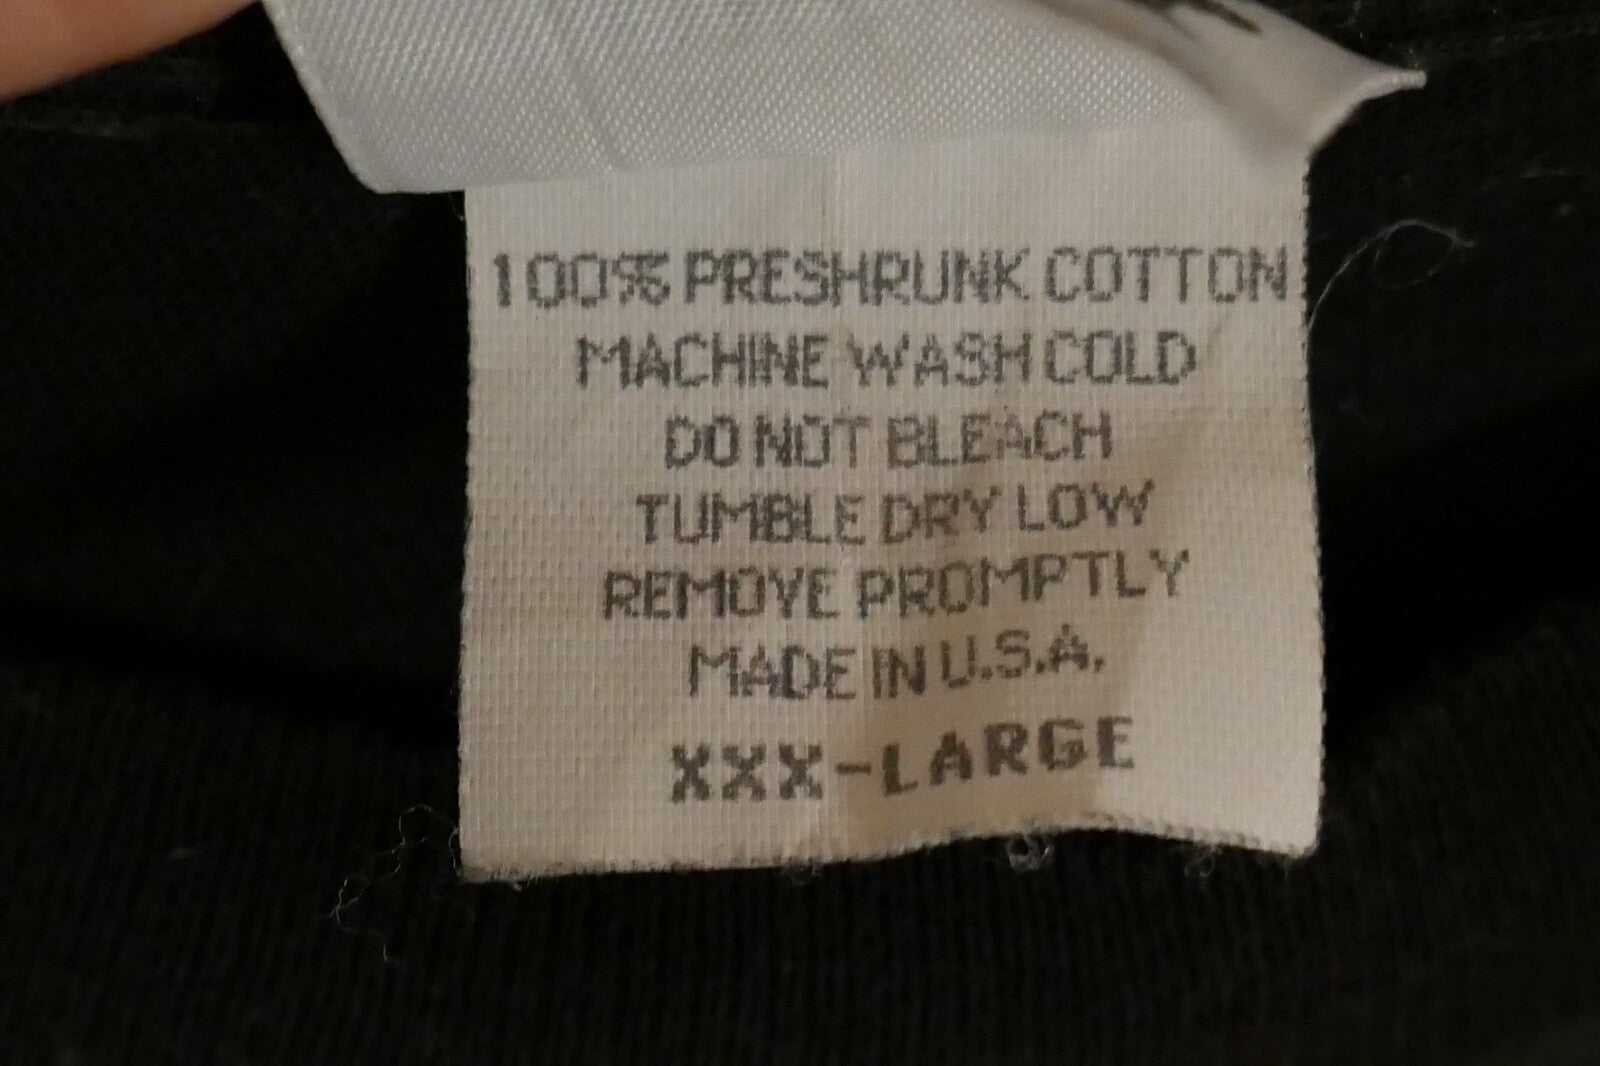 100% PRESHRUNK COTTON
MACHINE WASH COLD
DO NOT BLEACH
TUMBLE DRY LOW
REMOVE PROMPTLY
MADE IN U.S.A.
XXX-LARGE